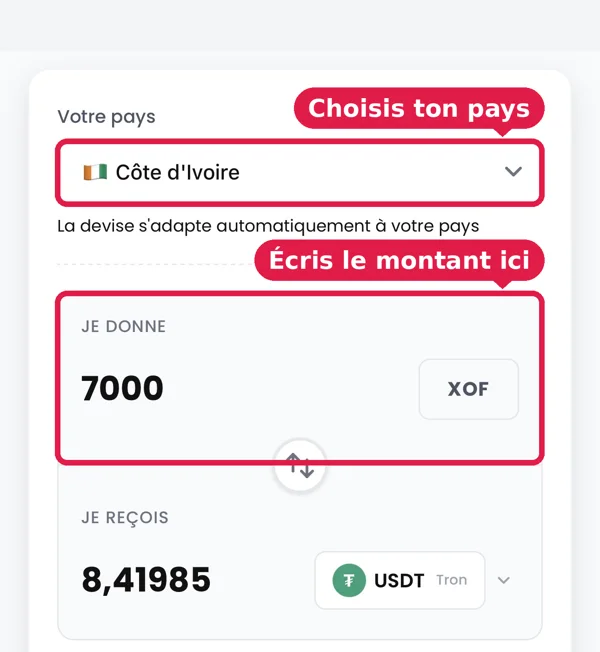 Votre pays
Choisis ton pays
Côte d'Ivoire
La devise s'adapte automatiquement à votre pays
Écris le montant ici
JE DONNE
7000
XOF
JE REÇOIS
8,41985
USDT Tron